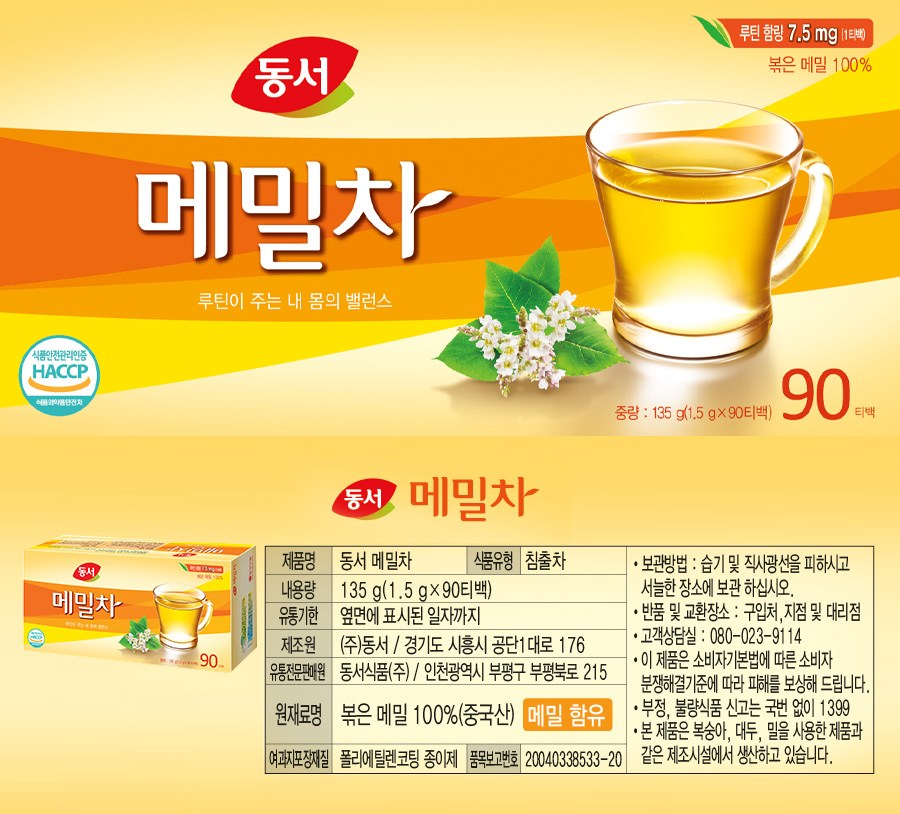 동서
루틴 함량 7.5 mg (1티백)
볶은 메밀 100%
메밀차
루틴이 주는 내 몸의 밸런스
식품안전관리인증
HACCP
식품의약품안전처
중량 : 135 g(1.5 g×90티백) 90 티백
동서 메밀차
동서
메밀차
90
제품명 동서 메밀차 식품유형 침출차
내용량 135 g(1.5 g×90티백)
유통기한 옆면에 표시된 일자까지
제조원 (주)동서 / 경기도 시흥시 공단1대로 176
유통전문판매원 동서식품(주) / 인천광역시 부평구 부평북로 215
원재료명 볶은 메밀 100%(중국산) 메밀 함유
여과지포장재질 폴리에틸렌코팅 종이제 품목보고번호 20040338533-20
• 보관방법 : 습기 및 직사광선을 피하시고
서늘한 장소에 보관 하십시오.
• 반품 및 교환장소 : 구입처,지점 및 대리점
• 고객상담실 : 080-023-9114
• 이 제품은 소비자기본법에 따른 소비자
분쟁해결기준에 따라 피해를 보상해 드립니다.
• 부정, 불량식품 신고는 국번 없이 1399
• 본 제품은 복숭아, 대두, 밀을 사용한 제품과
같은 제조시설에서 생산하고 있습니다.